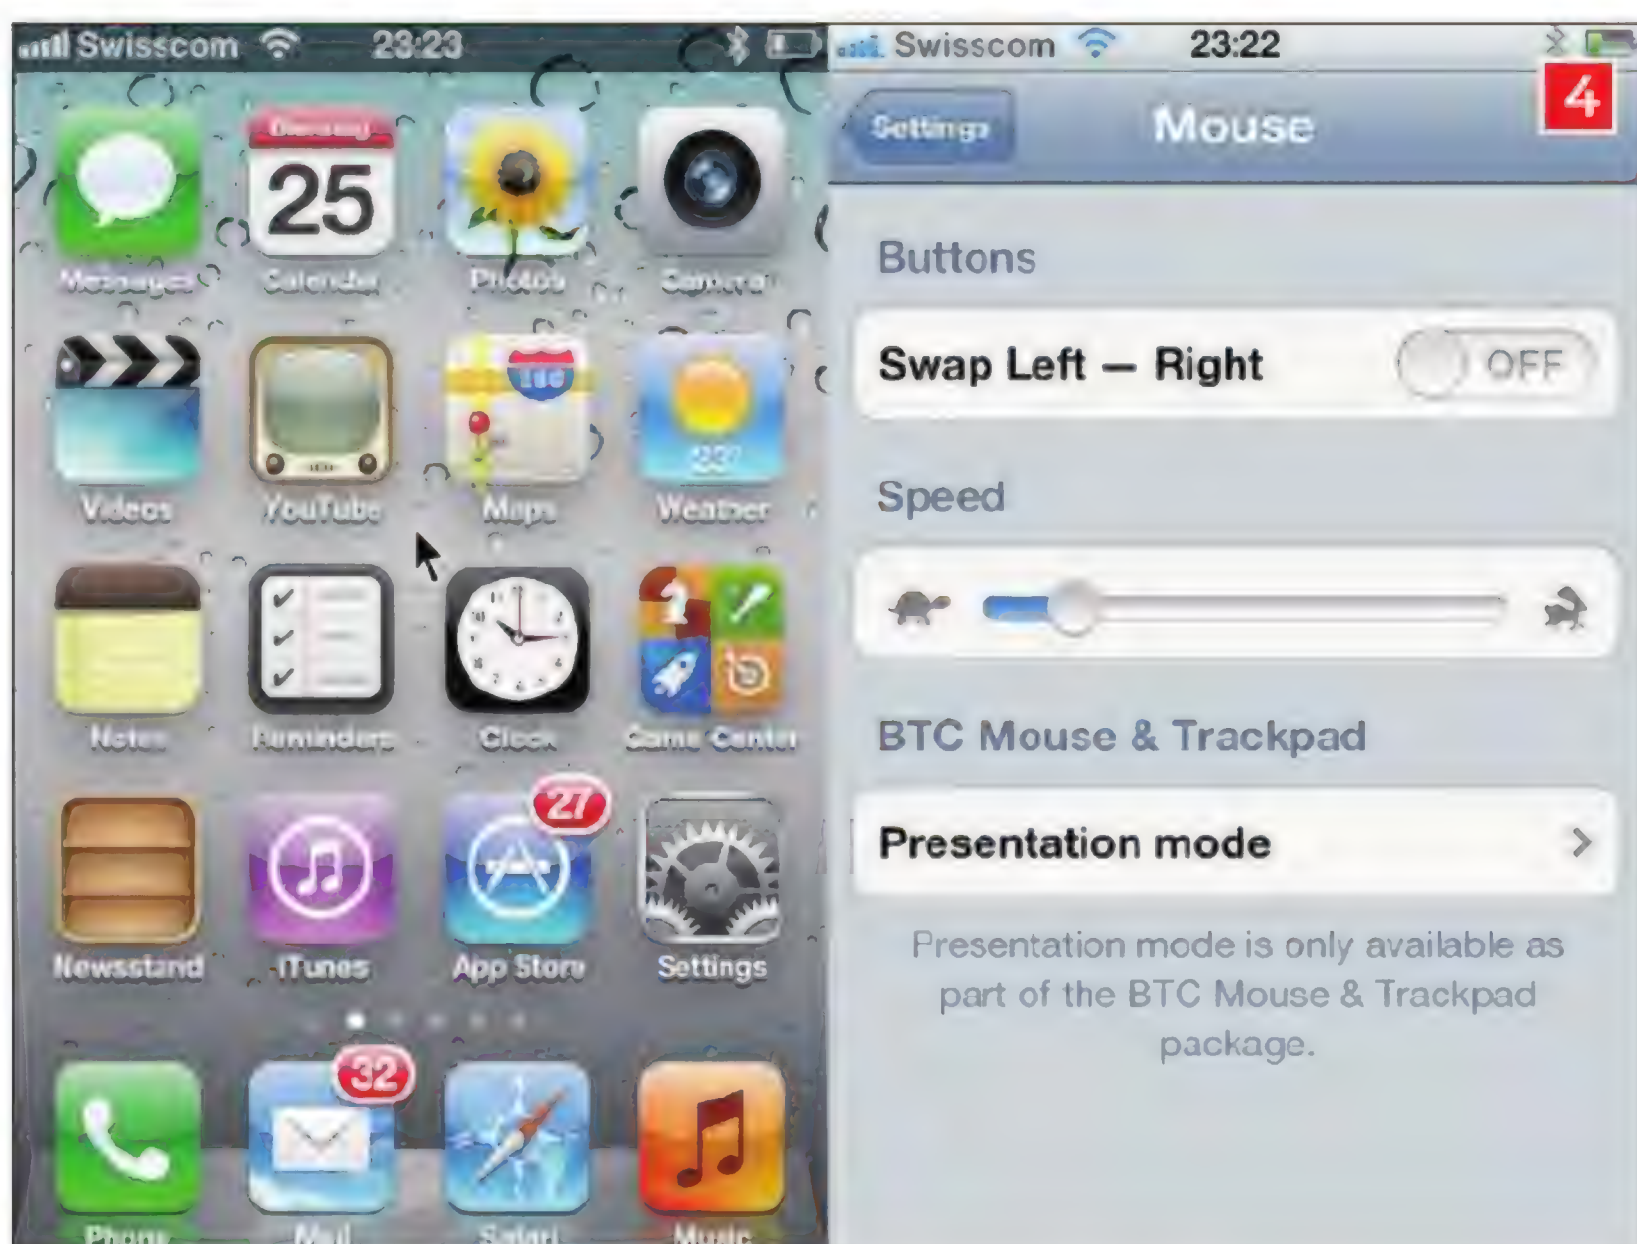 Swisscom 23:23
Messages Calendar Photos Camera
25
Videos YouTube Maps Weather
Notes Reminders Clock Game Center
27
Newsstand iTunes App Store Settings
32
Phone Mail Safari Music
Swisscom 23:22
4
Settings Mouse
Buttons
Swap Left — Right OFF
Speed
BTC Mouse & Trackpad
Presentation mode
Presentation mode is only available as
part of the BTC Mouse & Trackpad
package.